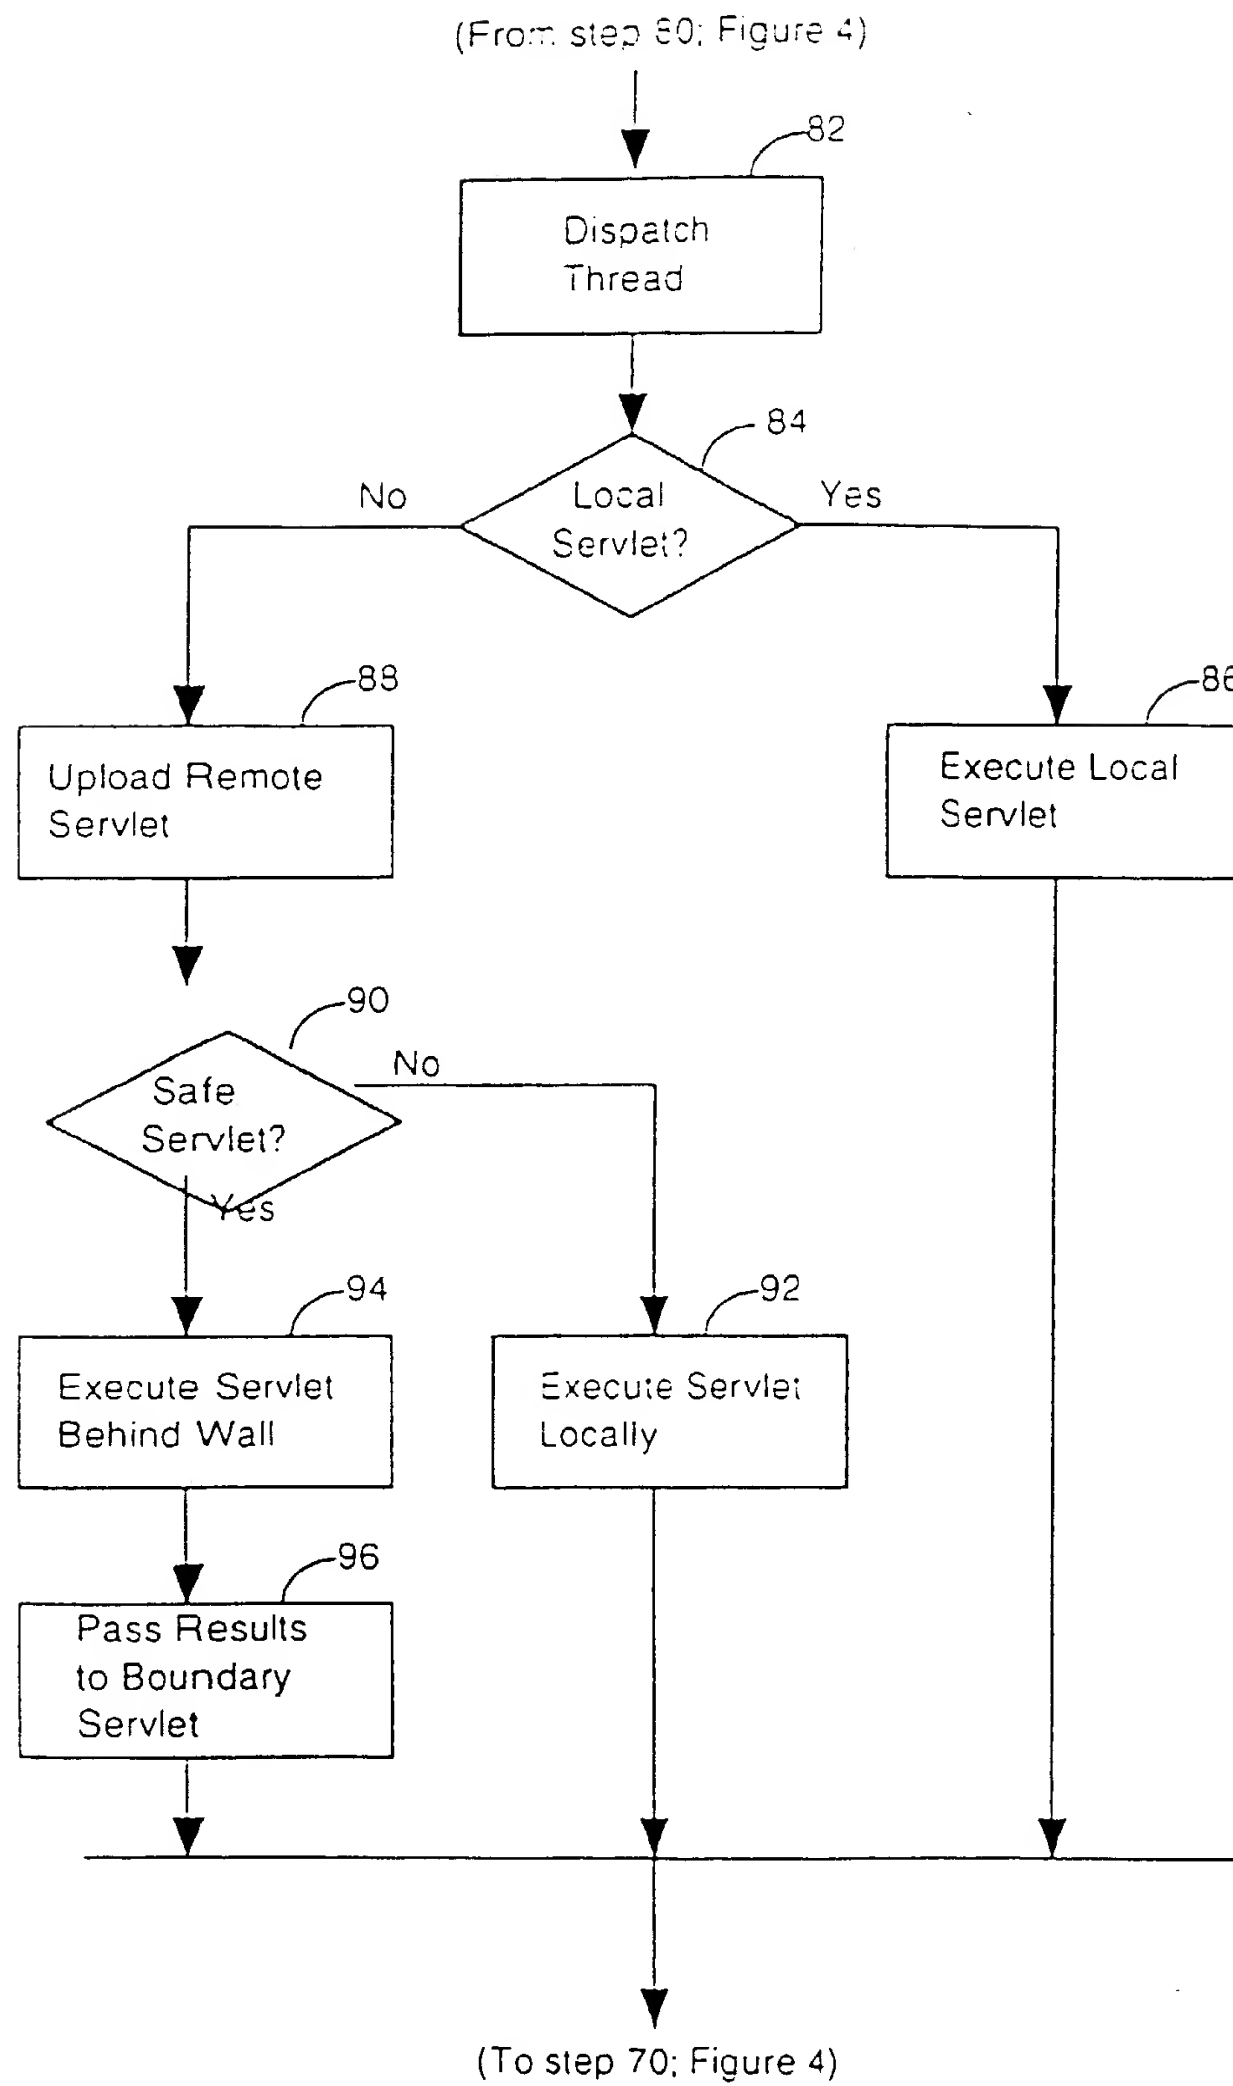 (From step 80; Figure 4)
82
Dispatch
Thread
84
No
Local
Servlet?
Yes
88
86
Upload Remote
Servlet
Execute Local
Servlet
90
No
Safe
Servlet?
Yes
94
92
Execute Servlet
Behind Wall
Execute Servlet
Locally
96
Pass Results
to Boundary
Servlet
(To step 70; Figure 4)